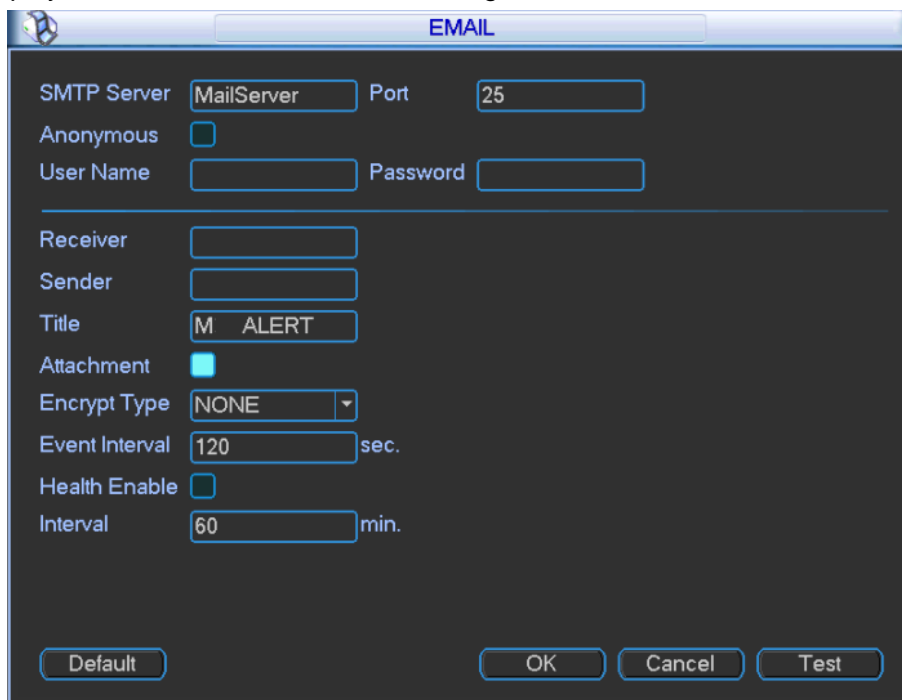 EMAIL
SMTP Server MailServer Port 25
Anonymous
User Name Password
Receiver
Sender
Title M ALERT
Attachment
Encrypt Type NONE
Event Interval 120 sec.
Health Enable
Interval 60 min.
Default OK Cancel Test